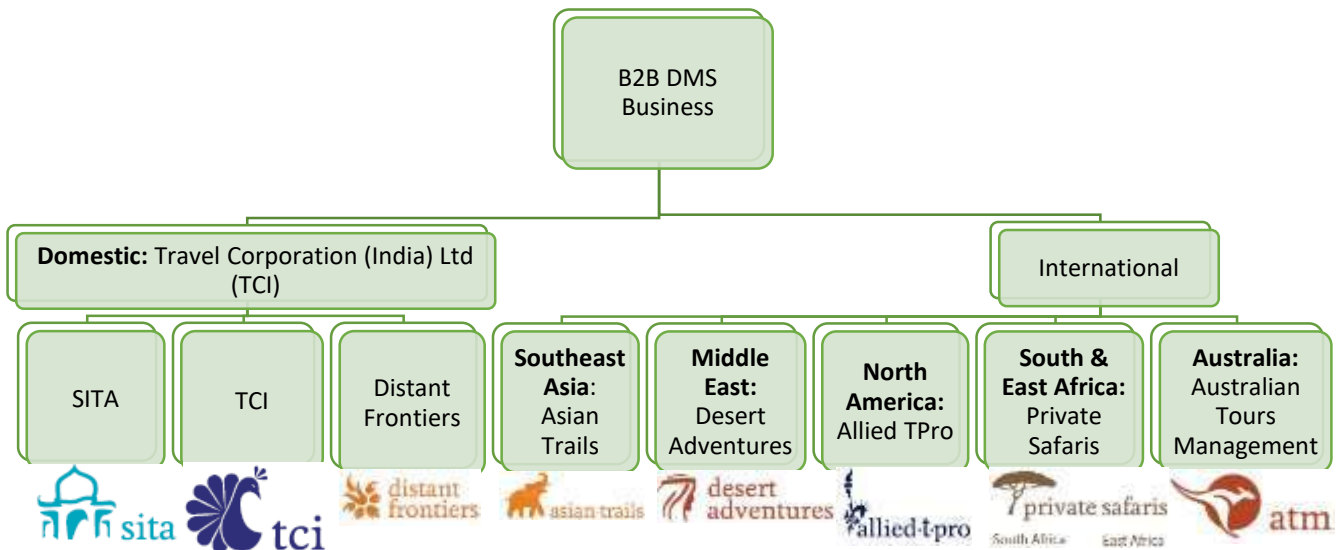 B2B DMS
Business
Domestic: Travel Corporation (India) Ltd
(TCI)
International
SITA
TCI
Distant
Frontiers
Southeast
Asia:
Asian
Trails
Middle
East:
Desert
Adventures
North
America:
Allied TPro
South &
East Africa:
Private
Safaris
Australia:
Australian
Tours
Management
sita
tci
distant
frontiers
asian trails
desert
adventures
allied-t-pro
private safaris
South Africa East Africa
atm